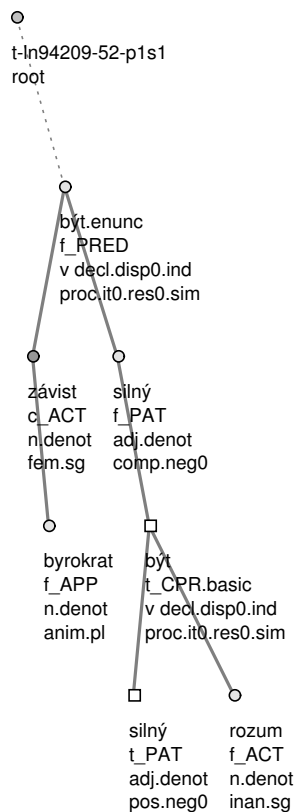 t-ln94209-52-p1s1
root
být.enunc
f_PRED
v decl.disp0.ind
proc.it0.res0.sim
závist
c_ACT
n.denot
fem.sg
silný
f_PAT
adj.denot
comp.neg0
byrokrat
f_APP
n.denot
anim.pl
být
t_CPR.basic
v decl.disp0.ind
proc.it0.res0.sim
silný
t_PAT
adj.denot
pos.neg0
rozum
f_ACT
n.denot
inan.sg